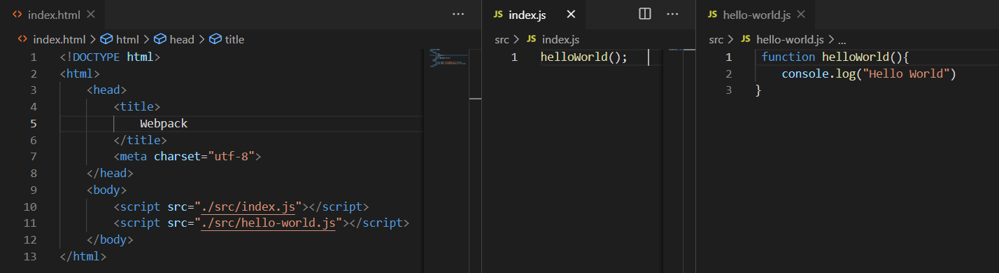 index.html
index.html > html > head > title
1 <!DOCTYPE html>
2 <html>
3     <head>
4         <title>
5             Webpack
6         </title>
7         <meta charset="utf-8">
8     </head>
9     <body>
10         <script src="./src/index.js"></script>
11         <script src="./src/hello-world.js"></script>
12     </body>
13 </html>
JS index.js
src > JS index.js
1 helloWorld();
JS hello-world.js
src > JS hello-world.js > ...
1 function helloWorld(){
2     console.log("Hello World")
3 }